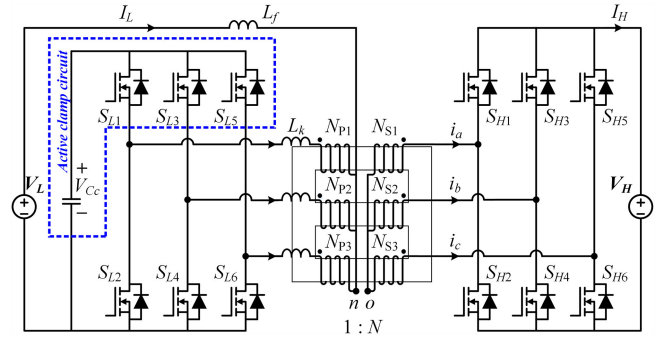 I_L L_f I_H
Active clamp circuit
S_L1 S_L3 S_L5 S_H1 S_H3 S_H5
L_k N_P1 N_S1 i_a
+
V_L V_Cc N_P2 N_S2 i_b V_H
−
N_P3 N_S3 i_c
S_L2 S_L4 S_L6 S_H2 S_H4 S_H6
n o
1 : N